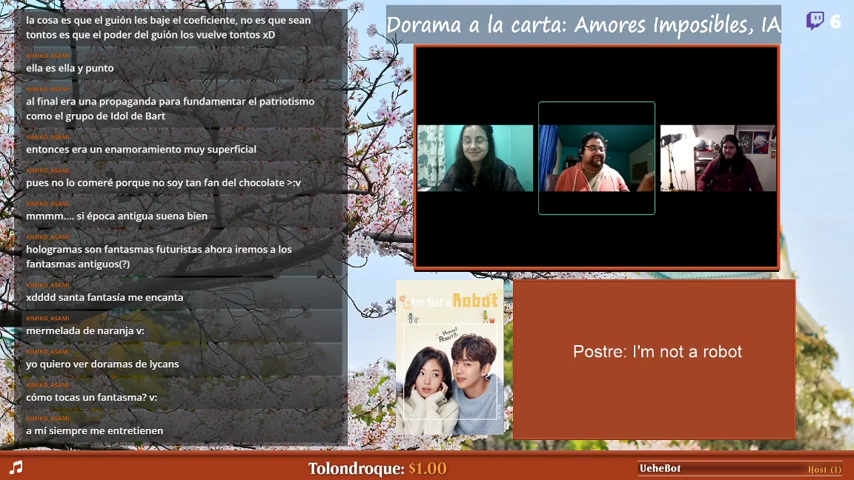 la cosa es que el guión les baje el coeficiente, no es que sean
tontos es que el poder del guión los vuelve tontos xD
KIMIKO_ASAMI
ella es ella y punto
KIMIKO_ASAMI
al final era una propaganda para fundamentar el patriotismo
como el grupo de Idol de Bart
KIMIKO_ASAMI
entonces era un enamoramiento muy superficial
KIMIKO_ASAMI
pues no lo comeré porque no soy tan fan del chocolate >:v
KIMIKO_ASAMI
mmmm.... si época antigua suena bien
KIMIKO_ASAMI
hologramas son fantasmas futuristas ahora iremos a los
fantasmas antiguos(?)
KIMIKO_ASAMI
xdddd santa fantasía me encanta
KIMIKO_ASAMI
mermelada de naranja v:
KIMIKO_ASAMI
yo quiero ver doramas de lycans
KIMIKO_ASAMI
cómo tocas un fantasma? v:
KIMIKO_ASAMI
a mí siempre me entretienen
Dorama a la carta: Amores Imposibles, IA
6
I Am Not a Robot
Postre: I'm not a robot
Tolondroque: $1.00
UeheBot
Host (1)